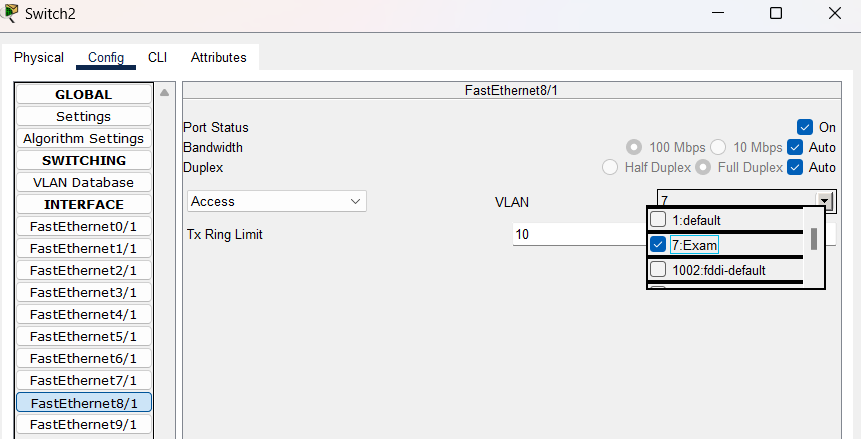 Switch2
Physical Config CLI Attributes
GLOBAL
Settings
Algorithm Settings
SWITCHING
VLAN Database
INTERFACE
FastEthernet0/1
FastEthernet1/1
FastEthernet2/1
FastEthernet3/1
FastEthernet4/1
FastEthernet5/1
FastEthernet6/1
FastEthernet7/1
FastEthernet8/1
FastEthernet9/1
FastEthernet8/1
Port Status On
Bandwidth 100 Mbps 10 Mbps Auto
Duplex Half Duplex Full Duplex Auto
Access VLAN 7
1:default
7:Exam
1002:fddi-default
Tx Ring Limit 10